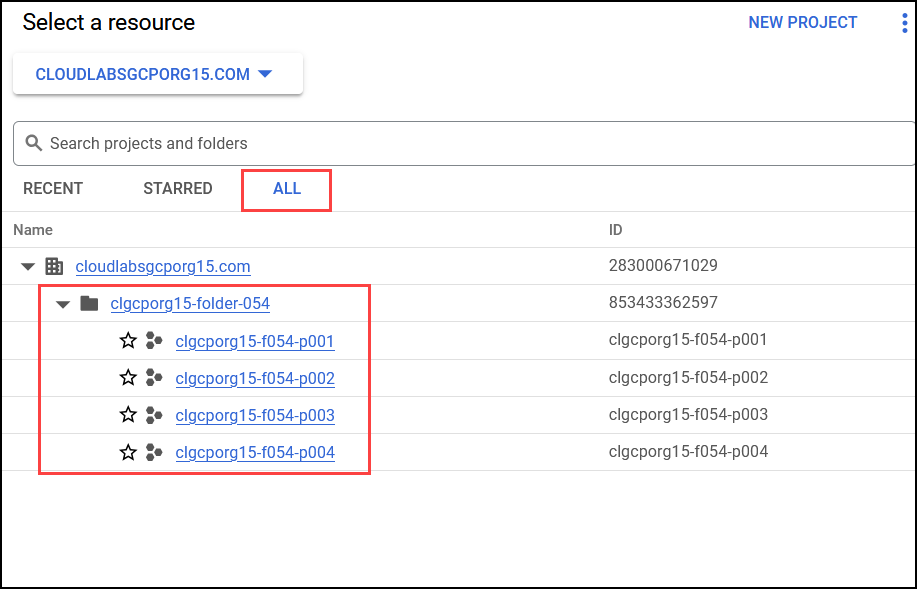 Select a resource NEW PROJECT
CLOUDLABSGCPORG15.COM
Search projects and folders
RECENT STARRED ALL
Name ID
cloudlabsgcporg15.com 283000671029
clgcporg15-folder-054 853433362597
clgcporg15-f054-p001 clgcporg15-f054-p001
clgcporg15-f054-p002 clgcporg15-f054-p002
clgcporg15-f054-p003 clgcporg15-f054-p003
clgcporg15-f054-p004 clgcporg15-f054-p004